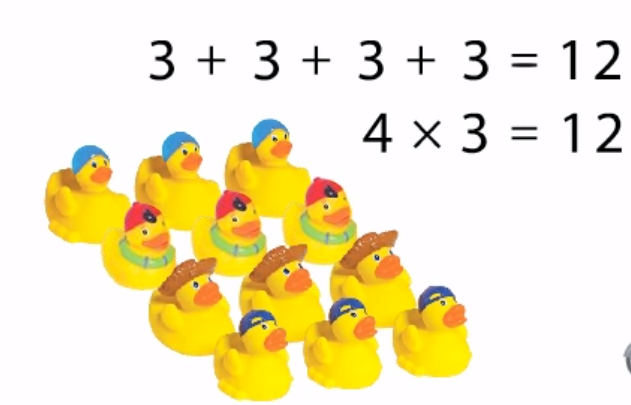 3 + 3 + 3 + 3 = 12
4 × 3 = 12